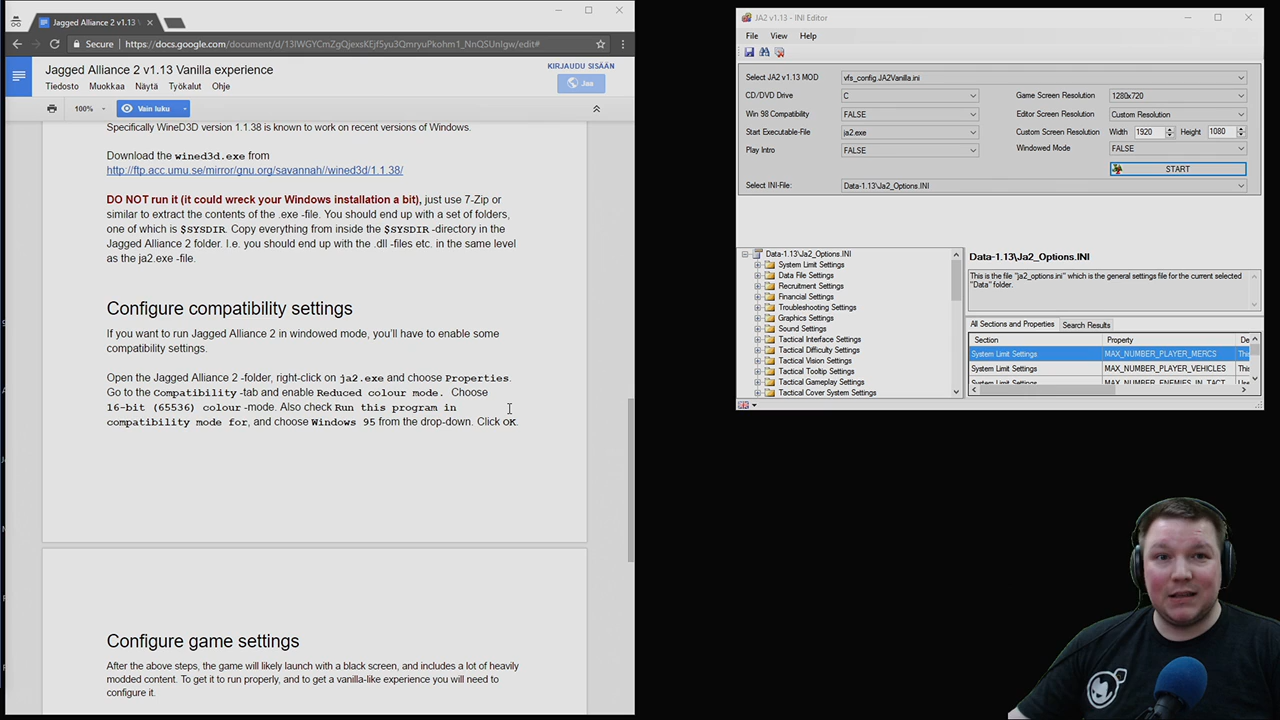 Jagged Alliance 2 v1.13
Secure
https://docs.google.com/document/d/13lWGYCmZgQjexsKEjf5yu3QmryuPkohm1_NnQSUnlgw/edit#
Jagged Alliance 2 v1.13 Vanilla experience
KIRJAUDU SISÄÄN
Tiedosto Muokkaa Näytä Työkalut Ohje
Jaa
100%
Vain luku
Specifically WineD3D version 1.1.38 is known to work on recent versions of Windows.
Download the wined3d.exe from
http://ftp.acc.umu.se/mirror/gnu.org/savannah//wined3d/1.1.38/
DO NOT run it (it could wreck your Windows installation a bit), just use 7-Zip or
similar to extract the contents of the .exe -file. You should end up with a set of folders,
one of which is $SYSDIR. Copy everything from inside the $SYSDIR -directory in the
Jagged Alliance 2 folder. I.e. you should end up with the .dll -files etc. in the same level
as the ja2.exe -file.
Configure compatibility settings
If you want to run Jagged Alliance 2 in windowed mode, you'll have to enable some
compatibility settings.
Open the Jagged Alliance 2 -folder, right-click on ja2.exe and choose Properties.
Go to the Compatibility -tab and enable Reduced colour mode. Choose
16-bit (65536) colour -mode. Also check Run this program in
compatibility mode for, and choose Windows 95 from the drop-down. Click OK.
Configure game settings
After the above steps, the game will likely launch with a black screen, and includes a lot of heavily
modded content. To get it to run properly, and to get a vanilla-like experience you will need to
configure it.
JA2 v1.13 - INI Editor
File View Help
Select JA2 v1.13 MOD vfs_config.JA2Vanilla.ini
CD/DVD Drive C Game Screen Resolution 1280x720
Win 98 Compatibility FALSE Editor Screen Resolution Custom Resolution
Start Executable-File ja2.exe Custom Screen Resolution Width 1920 Height 1080
Play Intro FALSE Windowed Mode FALSE
START
Select INI-File: Data-1.13\Ja2_Options.INI
Data-1.13\Ja2_Options.INI
System Limit Settings
Data File Settings
Recruitment Settings
Financial Settings
Troubleshooting Settings
Graphics Settings
Sound Settings
Tactical Interface Settings
Tactical Difficulty Settings
Tactical Vision Settings
Tactical Tooltip Settings
Tactical Gameplay Settings
Tactical Cover System Settings
Data-1.13\Ja2_Options.INI
This is the file "ja2_options.ini" which is the general settings file for the current selected
"Data" folder.
All Sections and Properties Search Results
Section Property De
System Limit Settings MAX_NUMBER_PLAYER_MERCS This
System Limit Settings MAX_NUMBER_PLAYER_VEHICLES This
System Limit Settings MAX_NUMBER_ENEMIES_IN_TACT